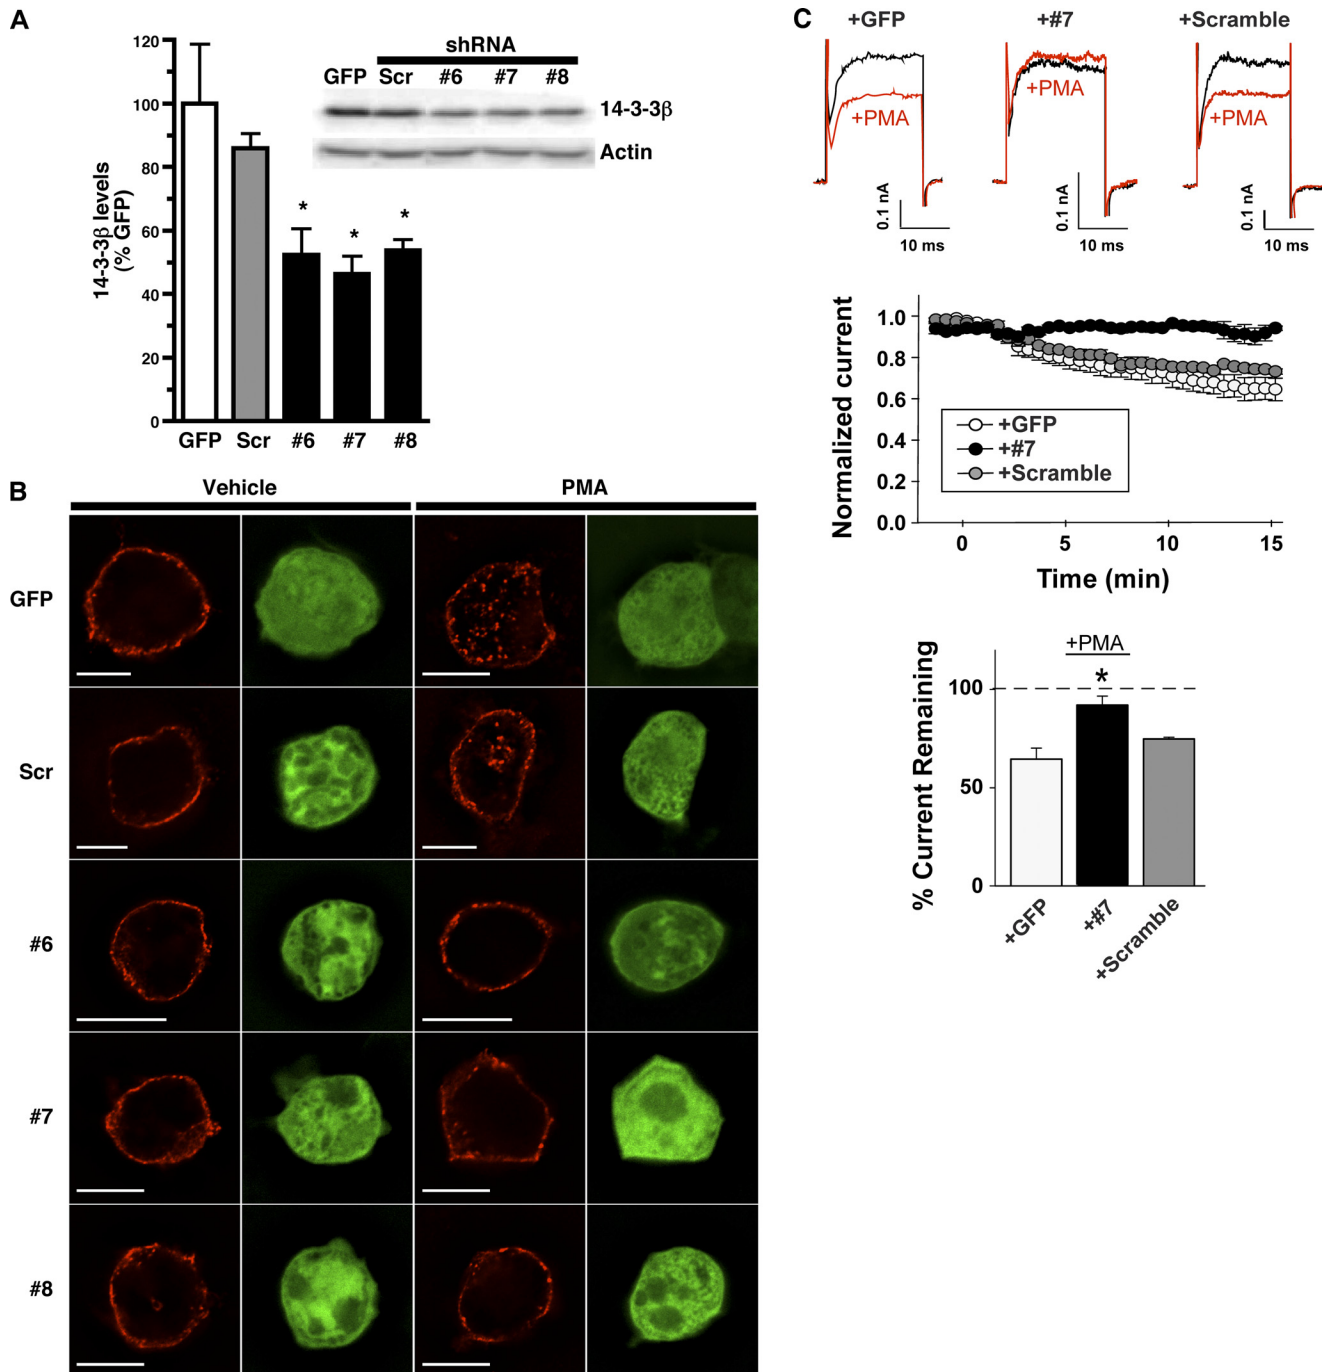 A
120
100
80
60
40
20
0
14-3-3β levels
(% GFP)
shRNA
GFP Scr #6 #7 #8
14-3-3β
Actin
* * *
GFP Scr #6 #7 #8
B
Vehicle PMA
GFP
Scr
#6
#7
#8
C
+GFP +#7 +Scramble
+PMA +PMA +PMA
0.1 nA 0.1 nA 0.1 nA
10 ms 10 ms 10 ms
Normalized current
1.0
0.8
0.6
0.4
0.2
0.0
+GFP
+#7
+Scramble
0 5 10 15
Time (min)
% Current Remaining
+PMA
*
100
50
0
+GFP +#7 +Scramble